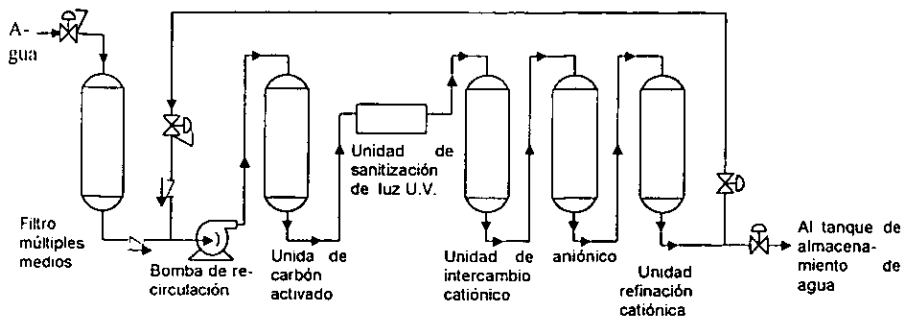 A-
gua
Filtro
múltiples
medios
Bomba de re-
circulación
Unida de
carbón
activado
Unidad de
sanitización
de luz U.V.
Unidad de
intercambio
catiónico
aniónico
Unidad
refinación
catiónica
Al tanque de
almacena-
miento de
agua